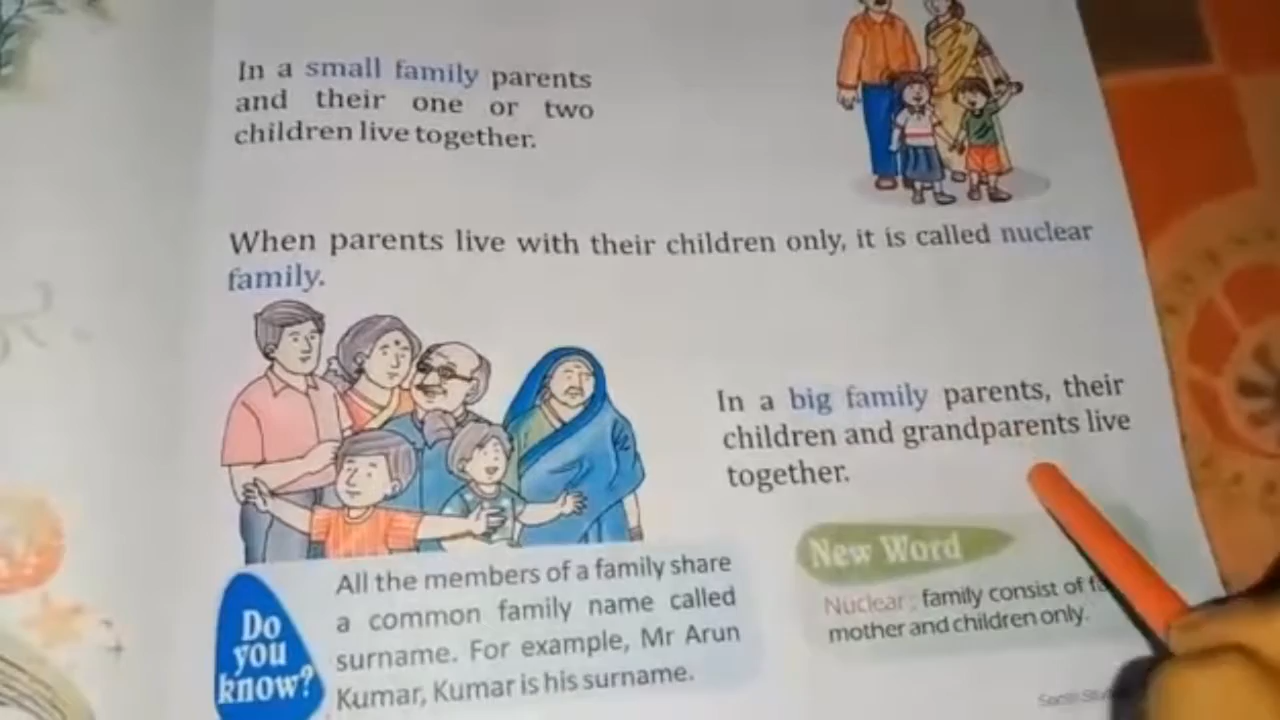 In a small family parents
and their one or two
children live together.
When parents live with their children only, it is called nuclear
family.
In a big family parents, their
children and grandparents live
together.
New Word
Nuclear : family consist of
mother and children only.
Do
you
know?
All the members of a family share
a common family name called
surname. For example, Mr Arun
Kumar, Kumar is his surname.